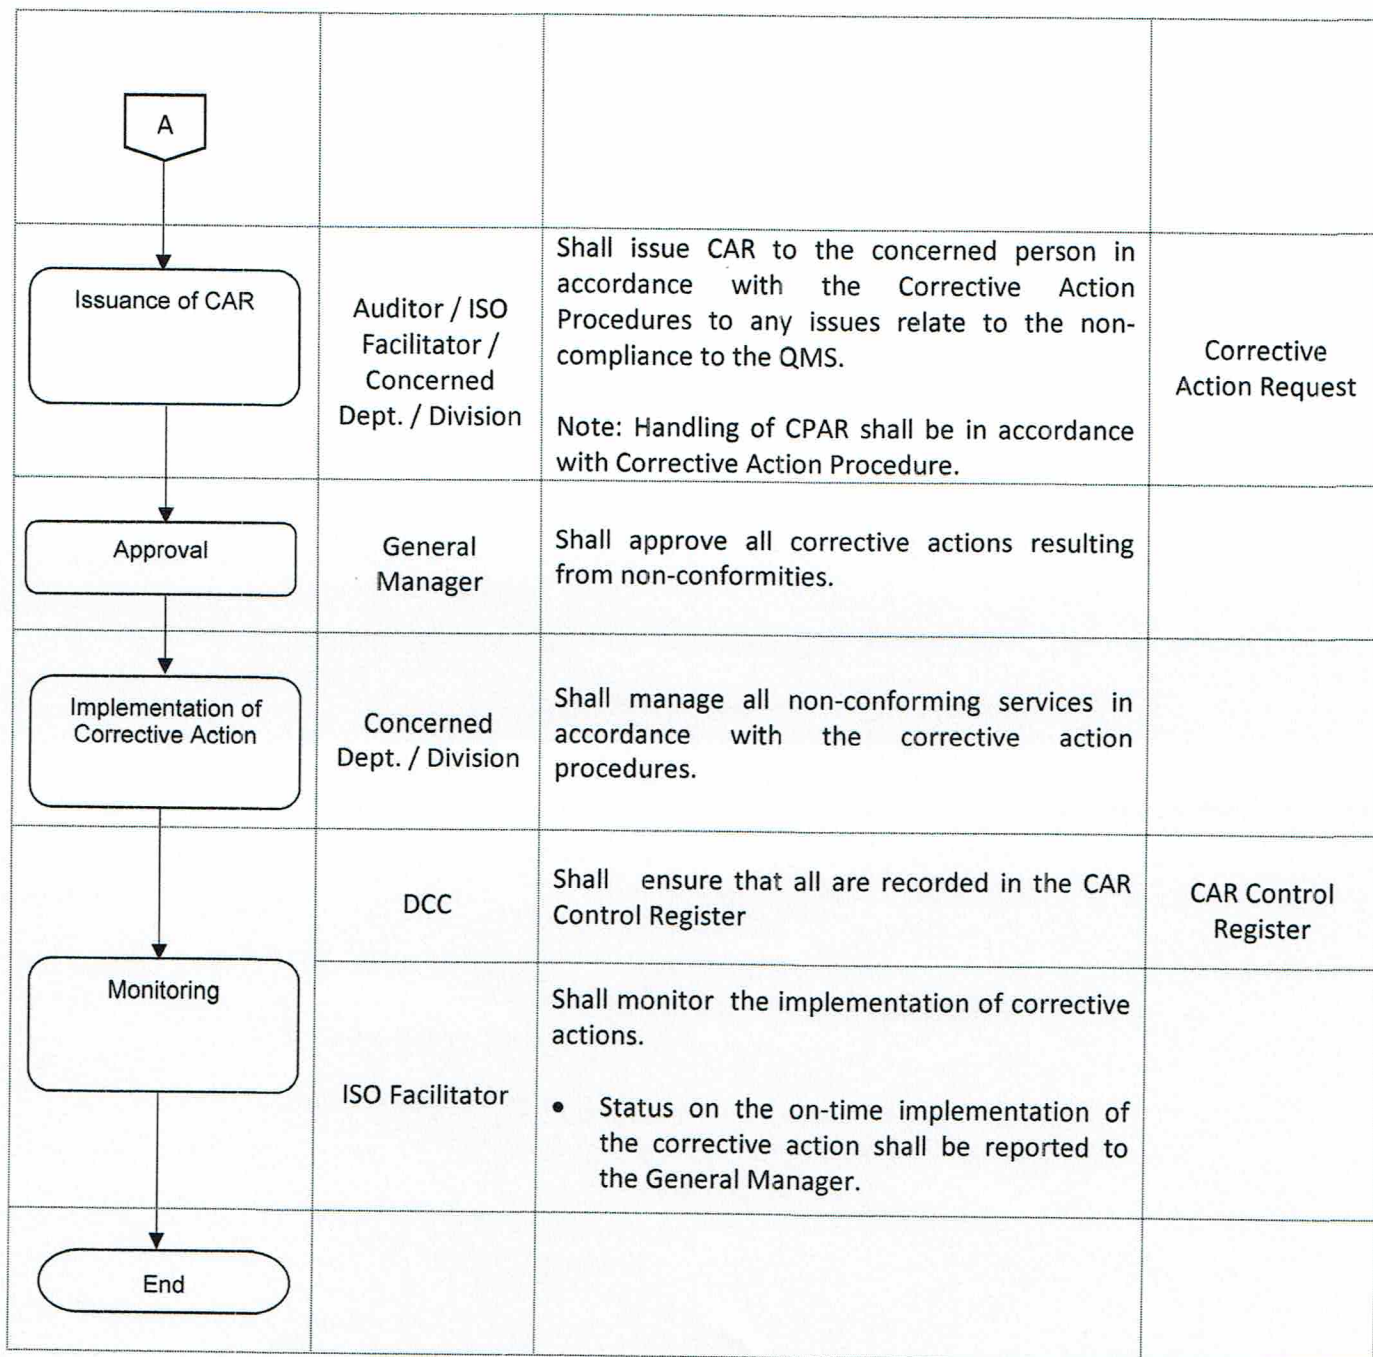 A
Issuance of CAR
Auditor / ISO
Facilitator /
Concerned
Dept. / Division
Shall issue CAR to the concerned person in
accordance with the Corrective Action
Procedures to any issues relate to the non-
compliance to the QMS.
Note: Handling of CPAR shall be in accordance
with Corrective Action Procedure.
Corrective
Action Request
Approval
General
Manager
Shall approve all corrective actions resulting
from non-conformities.
Implementation of
Corrective Action
Concerned
Dept. / Division
Shall manage all non-conforming services in
accordance with the corrective action
procedures.
DCC
Shall ensure that all are recorded in the CAR
Control Register
CAR Control
Register
Monitoring
ISO Facilitator
Shall monitor the implementation of corrective
actions.
• Status on the on-time implementation of
the corrective action shall be reported to
the General Manager.
End